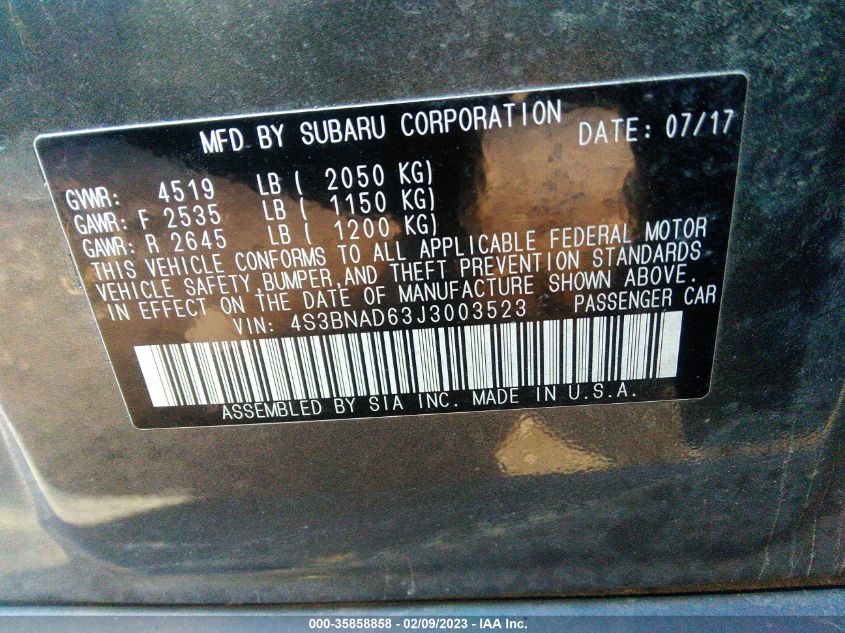 MFD BY SUBARU CORPORATION DATE: 07/17
GVWR: 4519 LB ( 2050 KG)
GAWR: F 2535 LB ( 1150 KG)
GAWR: R 2645 LB ( 1200 KG)
THIS VEHICLE CONFORMS TO ALL APPLICABLE FEDERAL MOTOR
VEHICLE SAFETY,BUMPER,AND THEFT PREVENTION STANDARDS
IN EFFECT ON THE DATE OF MANUFACTURE SHOWN ABOVE.
VIN: 4S3BNAD63J3003523 PASSENGER CAR
ASSEMBLED BY SIA INC. MADE IN U.S.A.
000-35858858 - 02/09/2023 - IAA Inc.